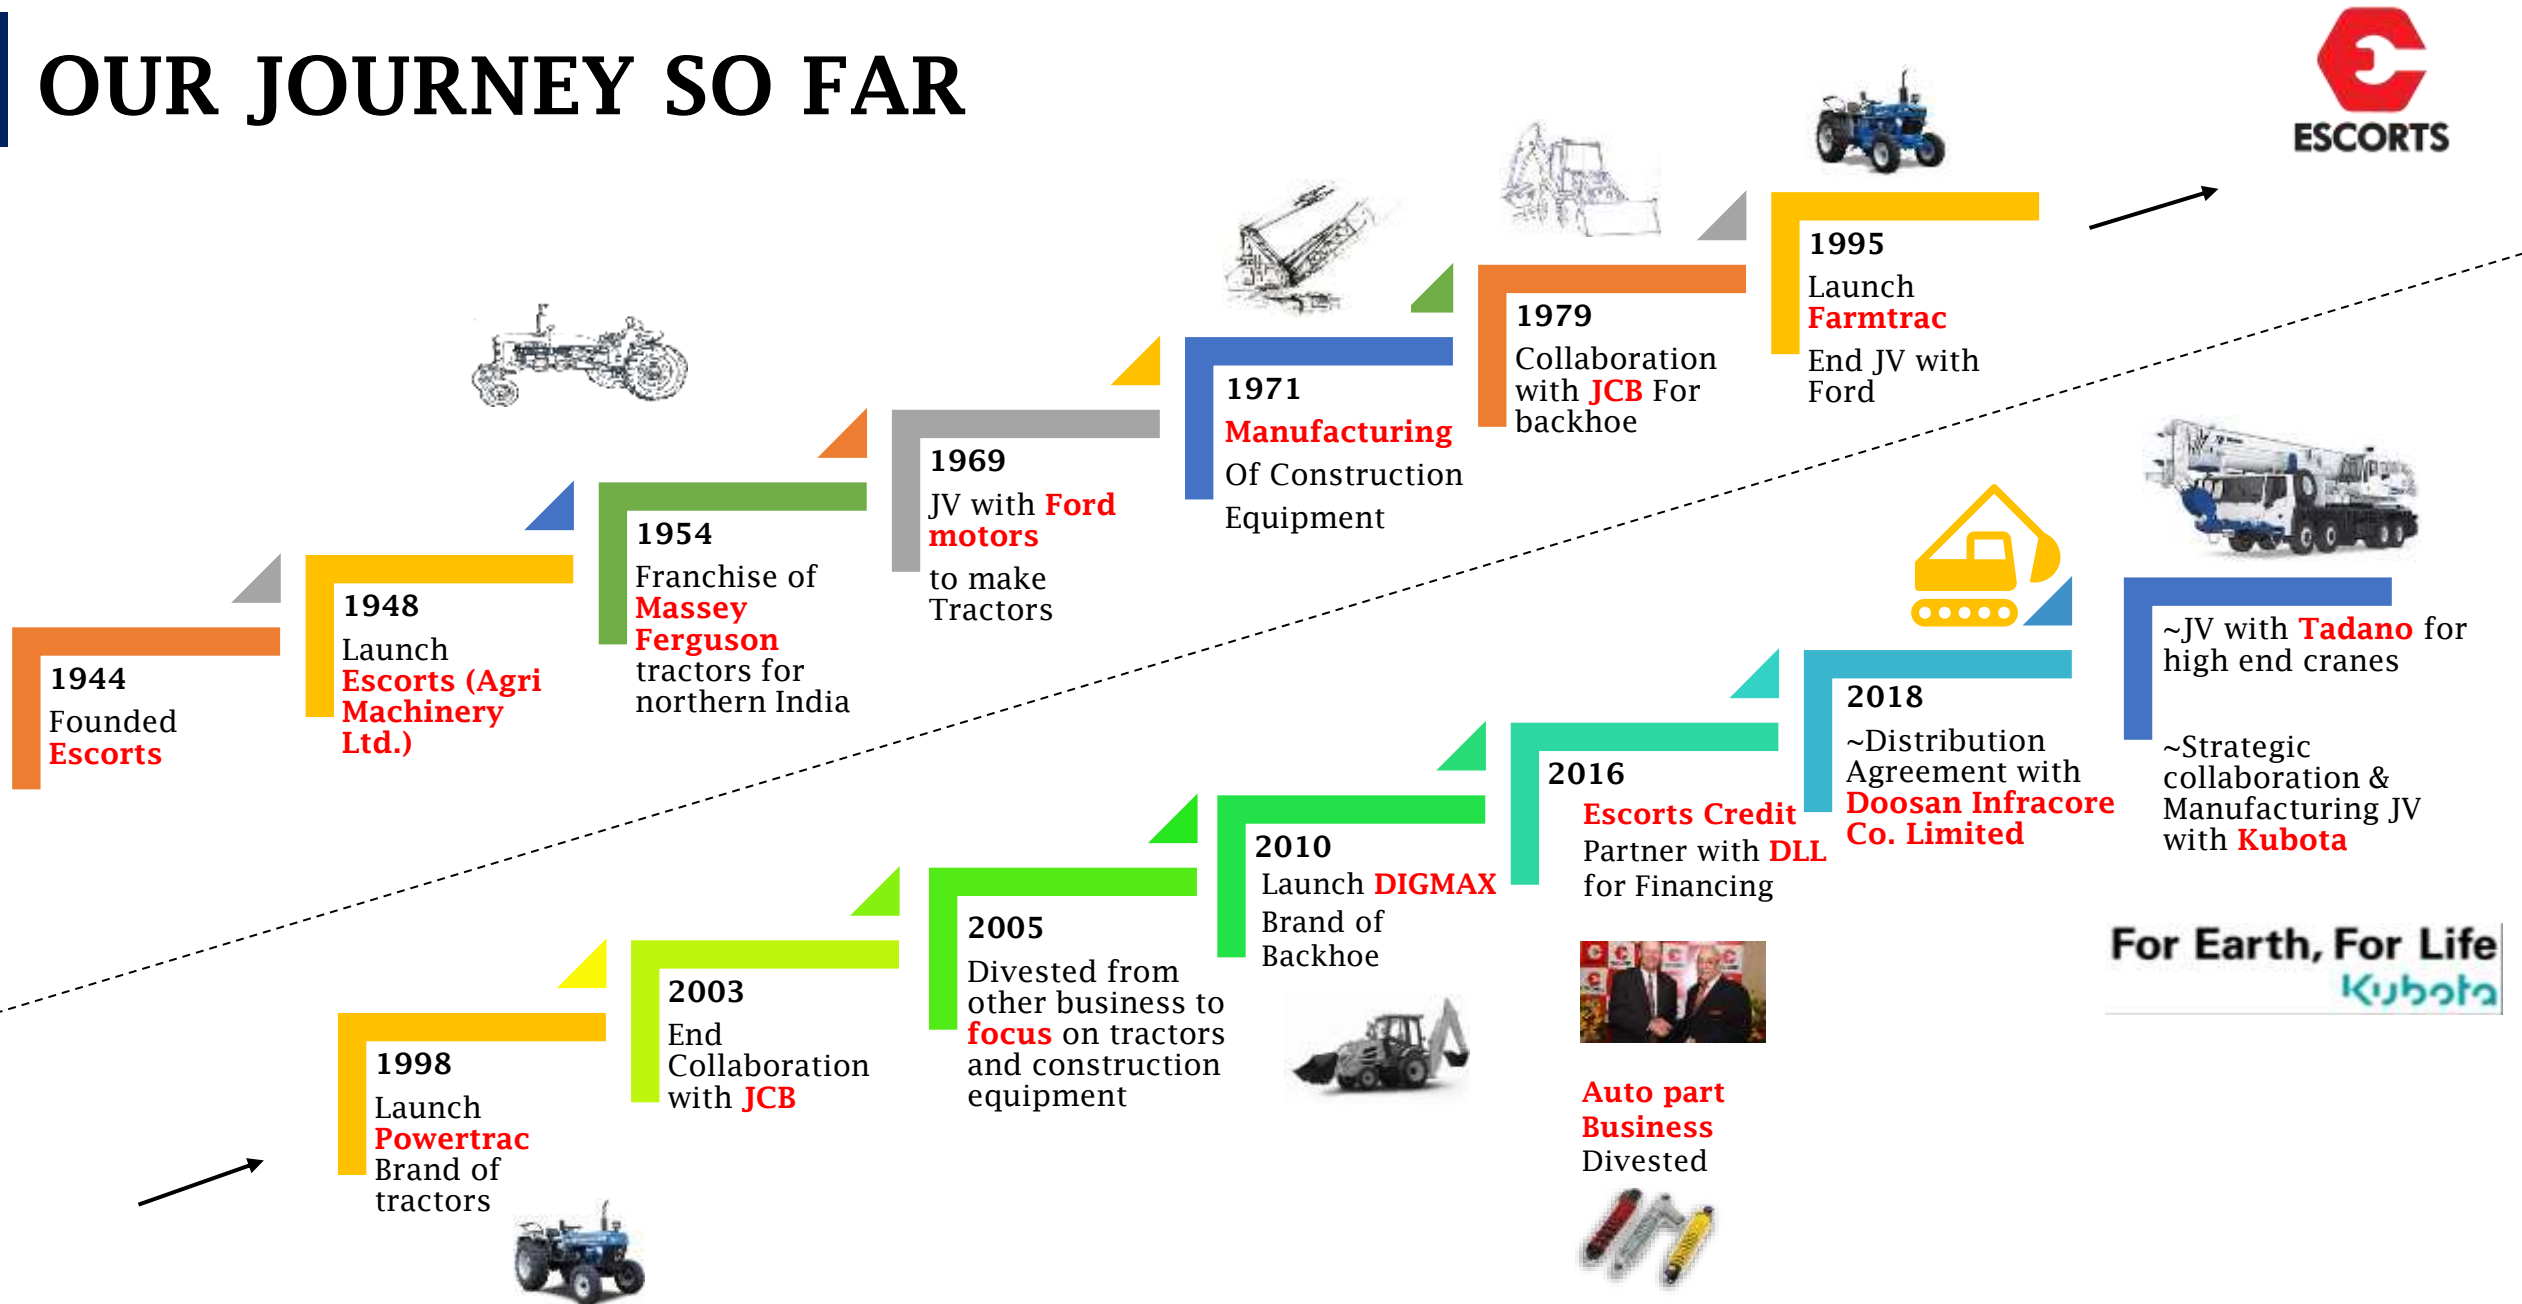 OUR JOURNEY SO FAR
ESCORTS
1944
Founded
Escorts
1948
Launch
Escorts (Agri
Machinery
Ltd.)
1954
Franchise of
Massey
Ferguson
tractors for
northern India
1969
JV with Ford
motors
to make
Tractors
1971
Manufacturing
Of Construction
Equipment
1979
Collaboration
with JCB For
backhoe
1995
Launch
Farmtrac
End JV with
Ford
1998
Launch
Powertrac
Brand of
tractors
2003
End
Collaboration
with JCB
2005
Divested from
other business to
focus on tractors
and construction
equipment
2010
Launch DIGMAX
Brand of
Backhoe
2016
Escorts Credit
Partner with DLL
for Financing
Auto part
Business
Divested
2018
~Distribution
Agreement with
Doosan Infracore
Co. Limited
~JV with Tadano for
high end cranes
~Strategic
collaboration &
Manufacturing JV
with Kubota
For Earth, For Life
Kubota